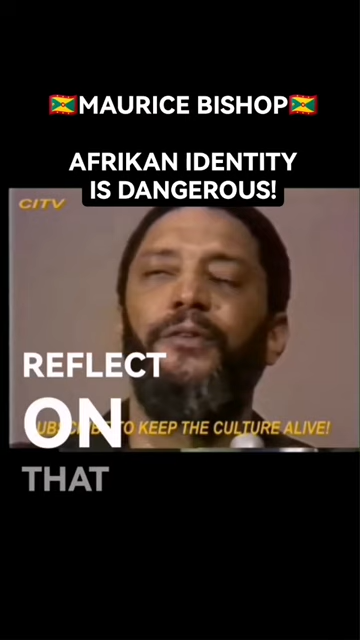 MAURICE BISHOP
AFRIKAN IDENTITY
IS DANGEROUS!
CITV
REFLECT
ON
TO KEEP THE CULTURE ALIVE!
THAT